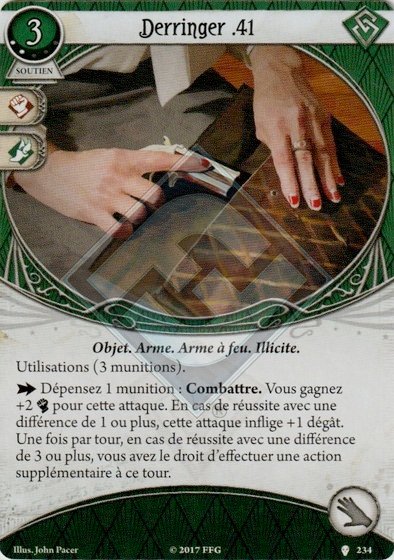 3
Derringer .41
SOUTIEN
Objet. Arme. Arme à feu. Illicite.
Utilisations (3 munitions).
Dépensez 1 munition : Combattre. Vous gagnez
+2 pour cette attaque. En cas de réussite avec une
différence de 1 ou plus, cette attaque inflige +1 dégât.
Une fois par tour, en cas de réussite avec une différence
de 3 ou plus, vous avez le droit d'effectuer une action
supplémentaire à ce tour.
Illus. John Pacer
© 2017 FFG
234